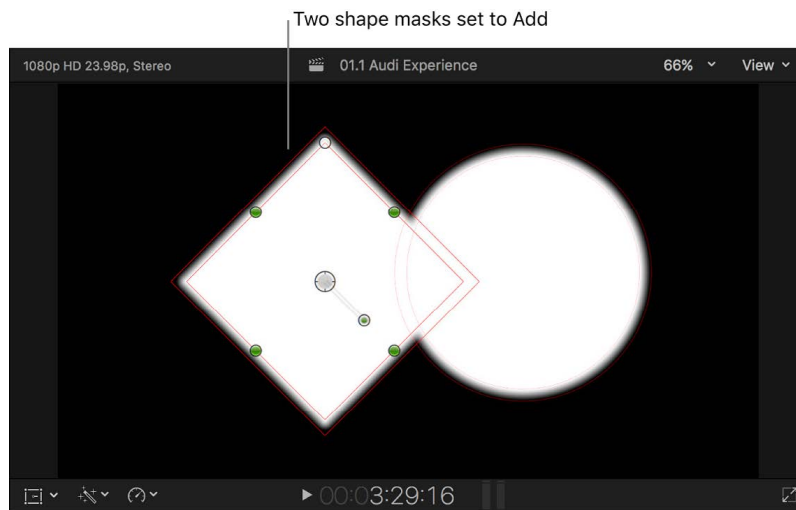 Two shape masks set to Add
1080p HD 23.98p, Stereo 01.1 Audi Experience 66% View
00:03:29:16